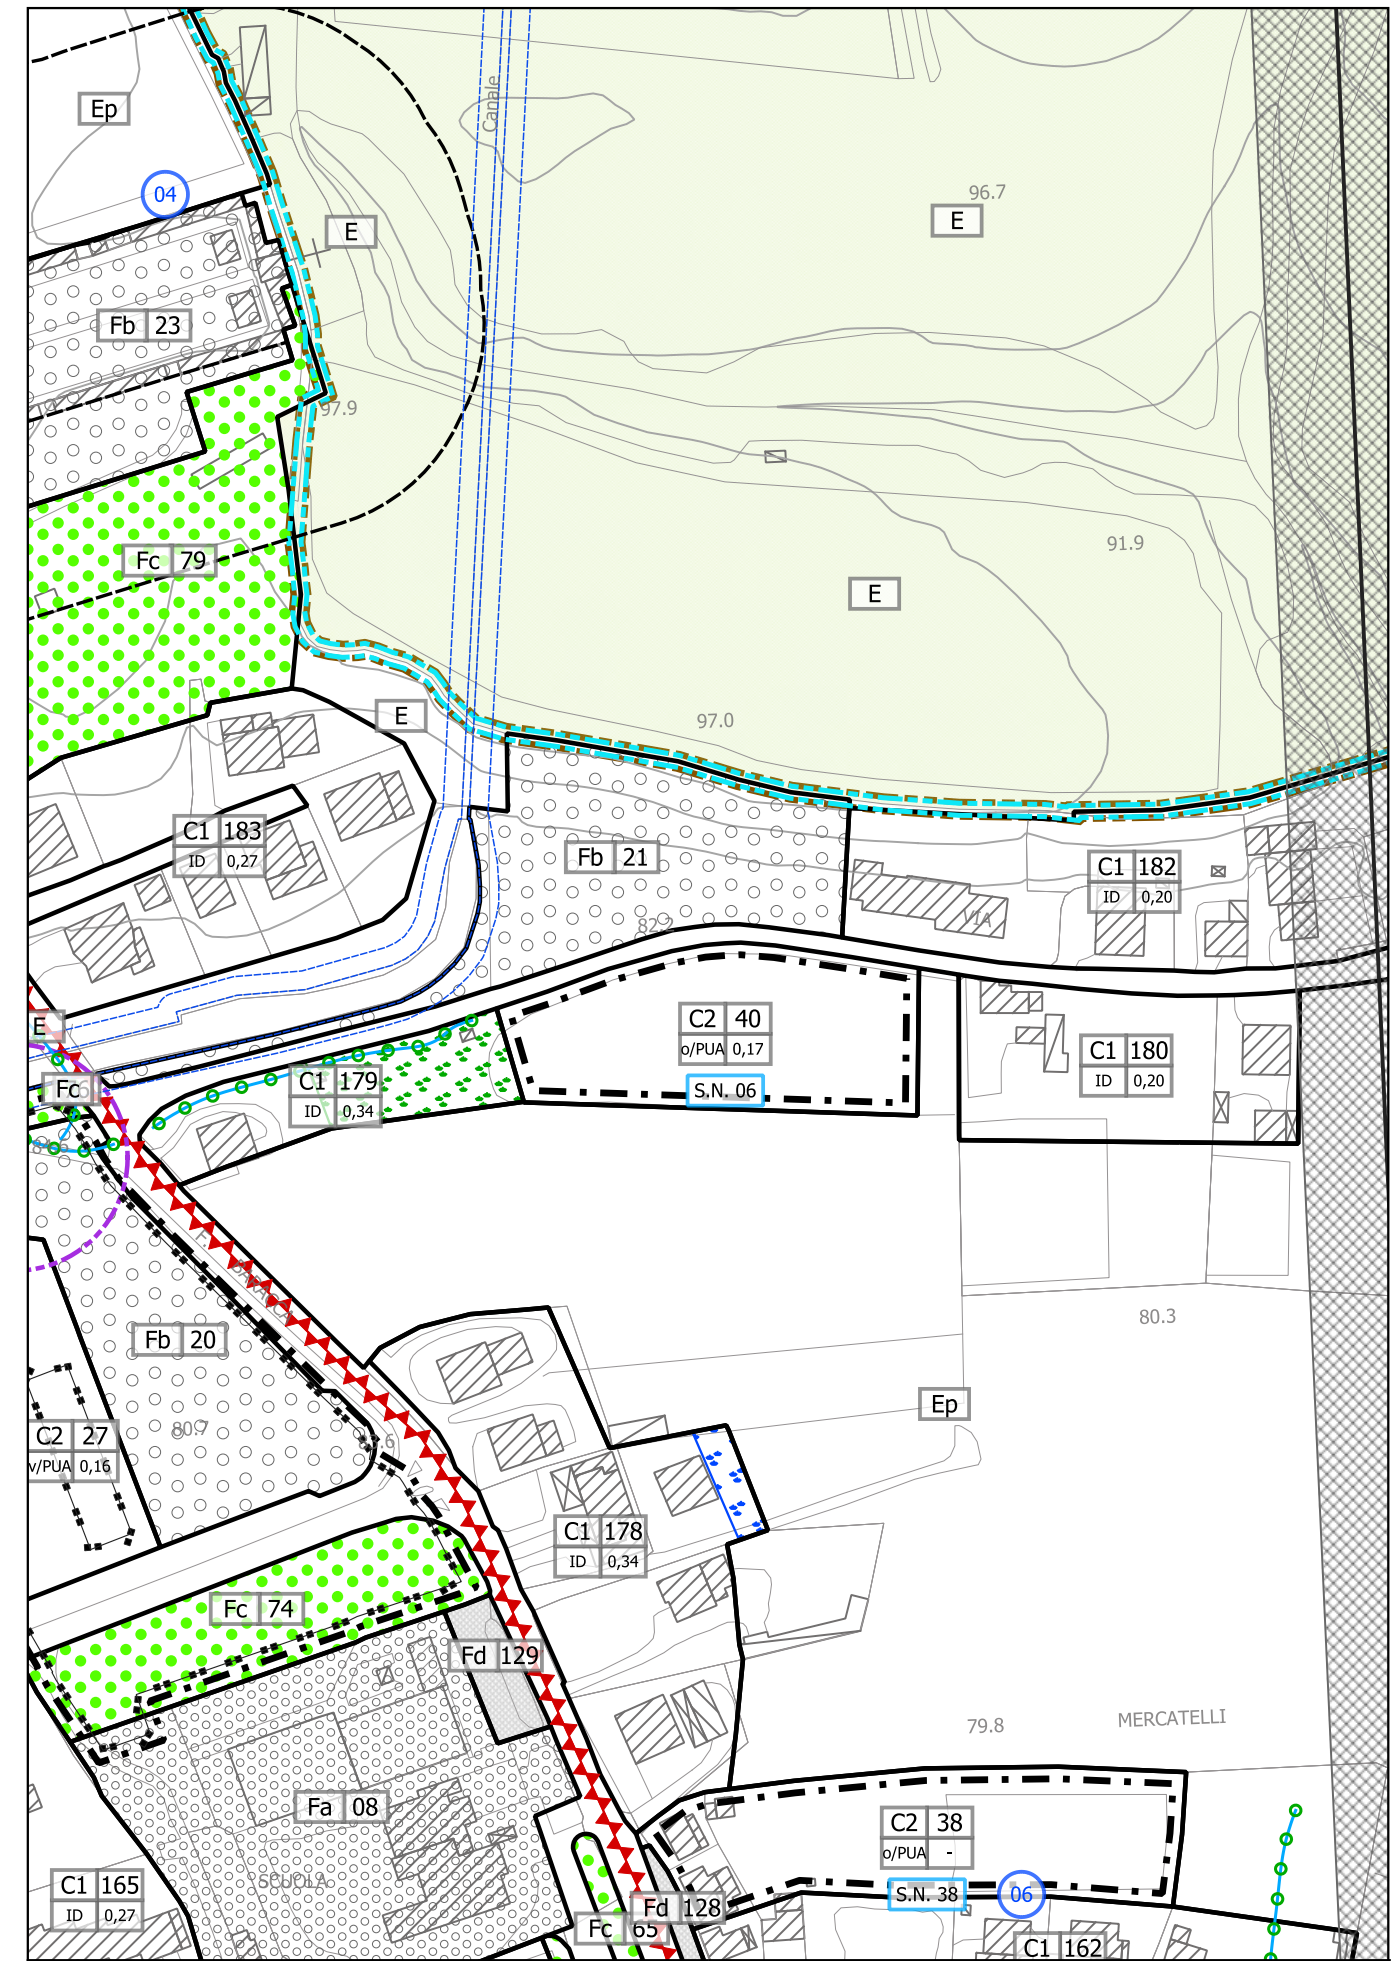 Canale
Ep
04
96.7
E
E
Fb 23
97.9
91.9
Fc 79
E
E
97.0
C1 183
ID 0,27
Fb 21
C1 182
ID 0,20
82.2
VIA
E
C2 40
o/PUA 0,17
C1 180
ID 0,20
C1 179
ID 0,34
S.N. 06
Fc
F. BARACCA
80.3
Fb 20
Ep
80.7
C2 27
v/PUA 0,16
C1 178
ID 0,34
Fc 74
Fd 129
79.8
MERCATELLI
Fa 08
C2 38
o/PUA -
C1 165
ID 0,27
SCUOLA
S.N. 38
06
Fd 128
Fc 65
C1 162